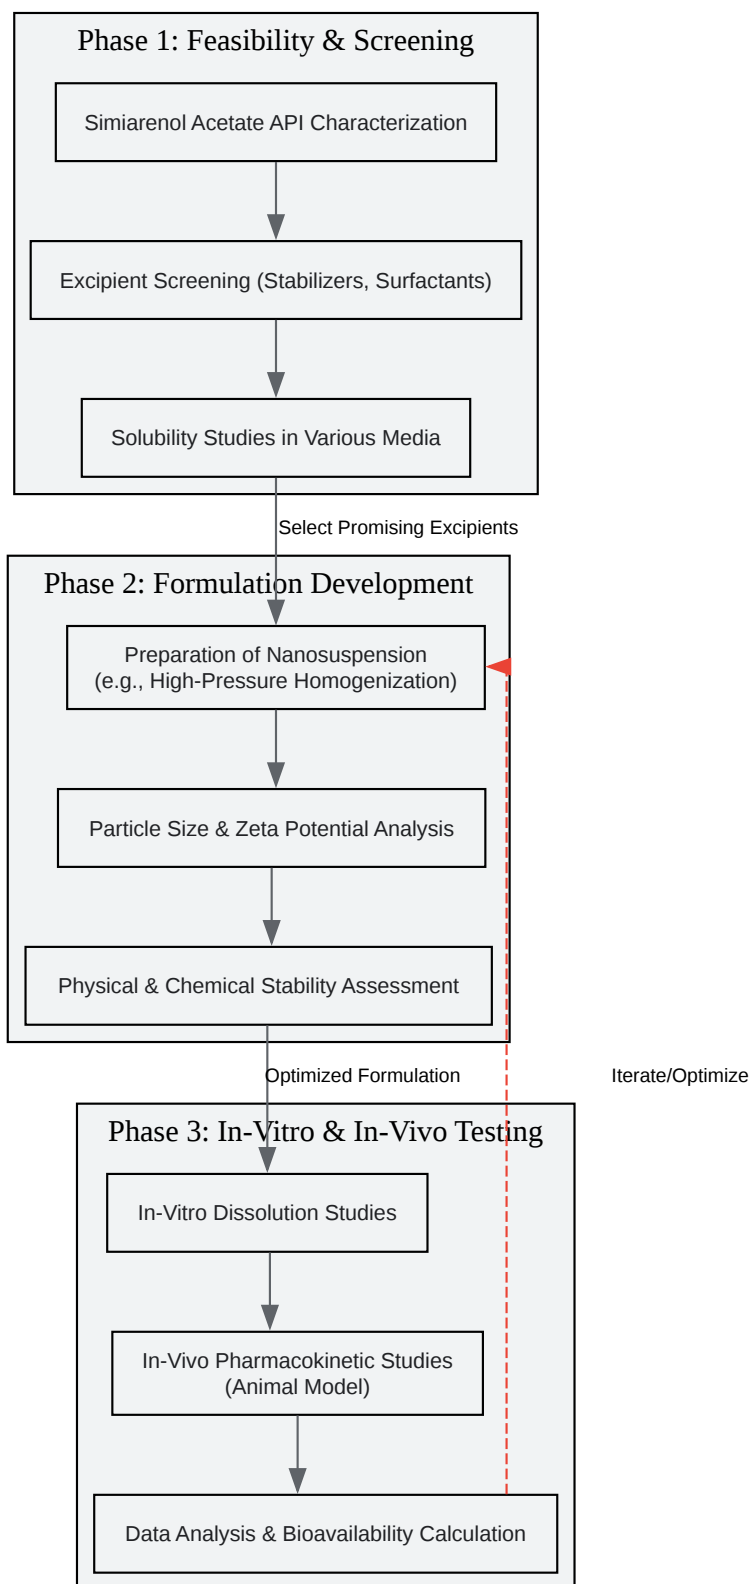 Phase 1: Feasibility & Screening
Simiarenol Acetate API Characterization
Excipient Screening (Stabilizers, Surfactants)
Solubility Studies in Various Media
Select Promising Excipients
Phase 2: Formulation Development
Preparation of Nanosuspension
(e.g., High-Pressure Homogenization)
Particle Size & Zeta Potential Analysis
Physical & Chemical Stability Assessment
Optimized Formulation
Iterate/Optimize
Phase 3: In-Vitro & In-Vivo Testing
In-Vitro Dissolution Studies
In-Vivo Pharmacokinetic Studies
(Animal Model)
Data Analysis & Bioavailability Calculation